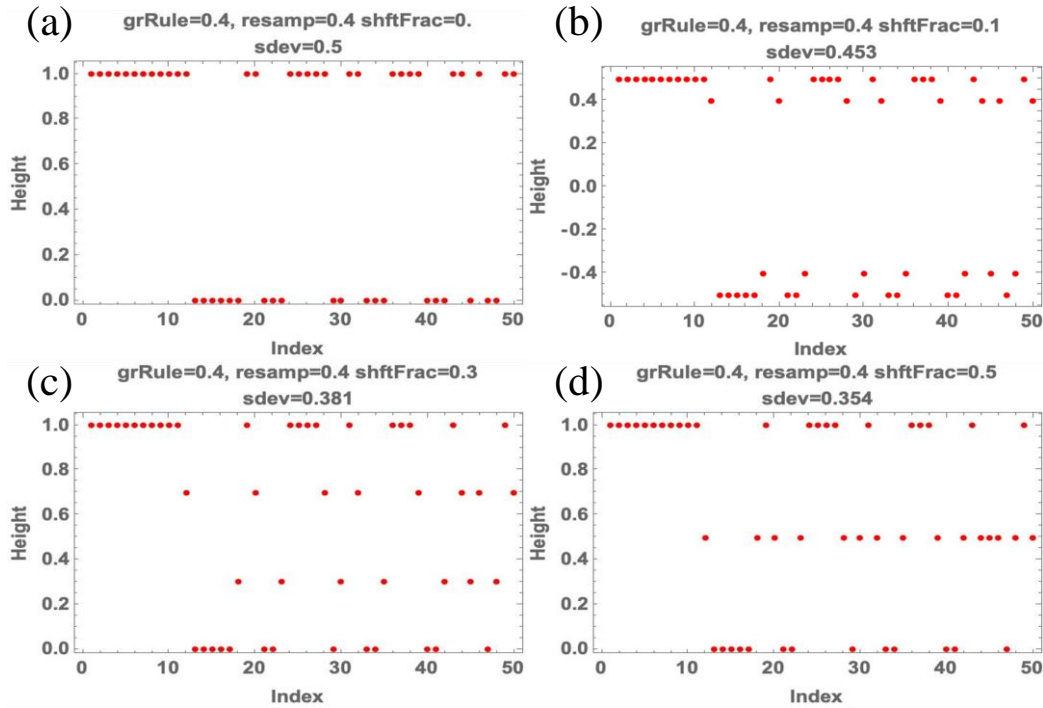 (a)
grRule=0.4, resamp=0.4 shftFrac=0.
sdev=0.5
1.0
0.8
0.6
0.4
0.2
0.0
Height
0 10 20 30 40 50
Index
(b)
grRule=0.4, resamp=0.4 shftFrac=0.1
sdev=0.453
0.4
0.2
0.0
-0.2
-0.4
Height
0 10 20 30 40 50
Index
(c)
grRule=0.4, resamp=0.4 shftFrac=0.3
sdev=0.381
1.0
0.8
0.6
0.4
0.2
0.0
Height
0 10 20 30 40 50
Index
(d)
grRule=0.4, resamp=0.4 shftFrac=0.5
sdev=0.354
1.0
0.8
0.6
0.4
0.2
0.0
Height
0 10 20 30 40 50
Index